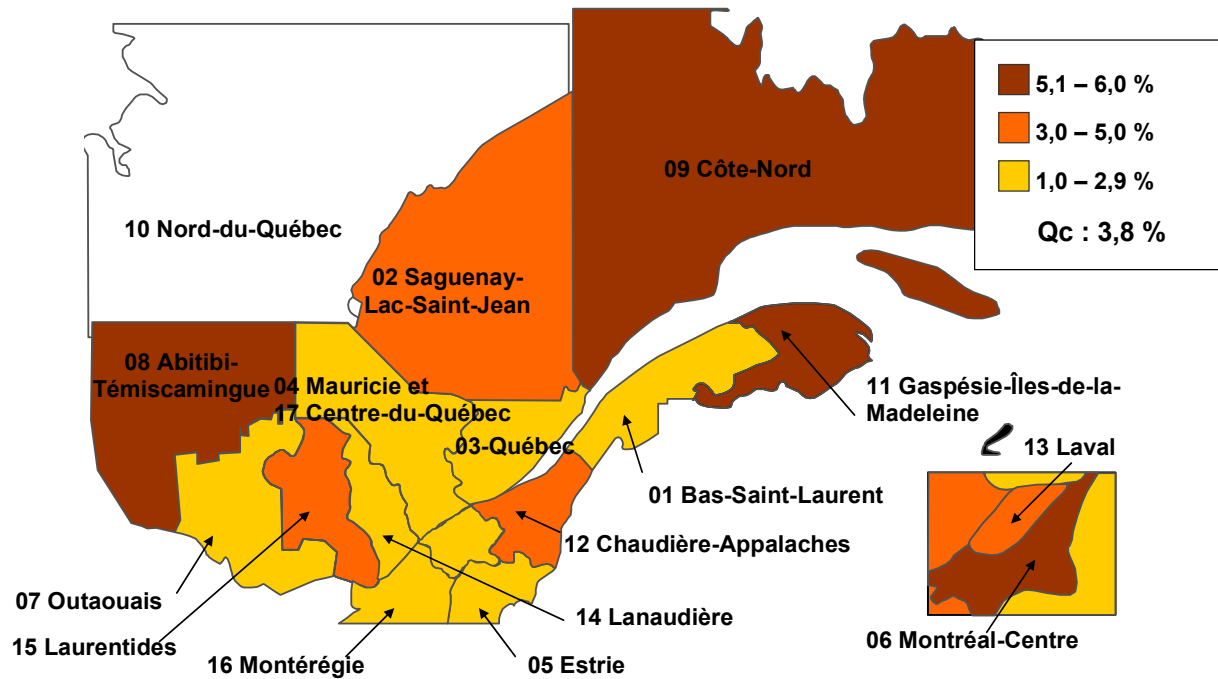 5,1 – 6,0 %
3,0 – 5,0 %
1,0 – 2,9 %
Qc : 3,8 %
09 Côte-Nord
10 Nord-du-Québec
02 Saguenay-
Lac-Saint-Jean
08 Abitibi-
Témiscamingue
04 Mauricie et
17 Centre-du-Québec
03-Québec
11 Gaspésie-Îles-de-la-
Madeleine
13 Laval
01 Bas-Saint-Laurent
12 Chaudière-Appalaches
07 Outaouais
14 Lanaudière
15 Laurentides
16 Montérégie
05 Estrie
06 Montréal-Centre